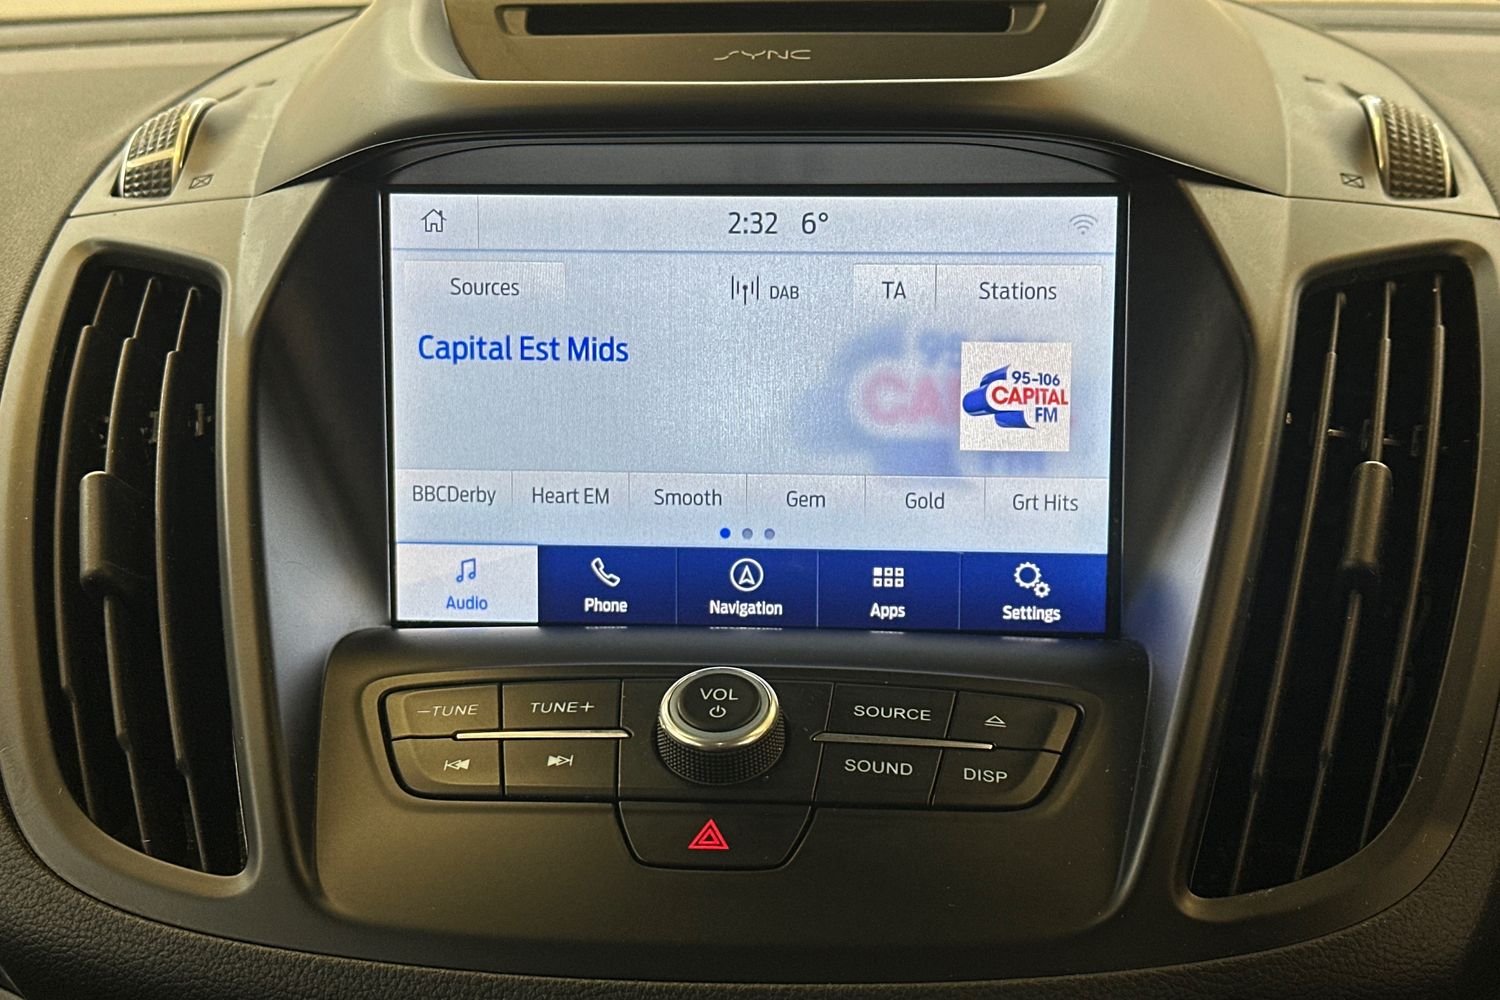 SYNC
2:32 6°
Sources
DAB
TA
Stations
Capital Est Mids
95-106
CAPITAL
FM
BBCDerby
Heart EM
Smooth
Gem
Gold
Grt Hits
Audio
Phone
Navigation
Apps
Settings
–TUNE
TUNE+
VOL
SOURCE
SOUND
DISP